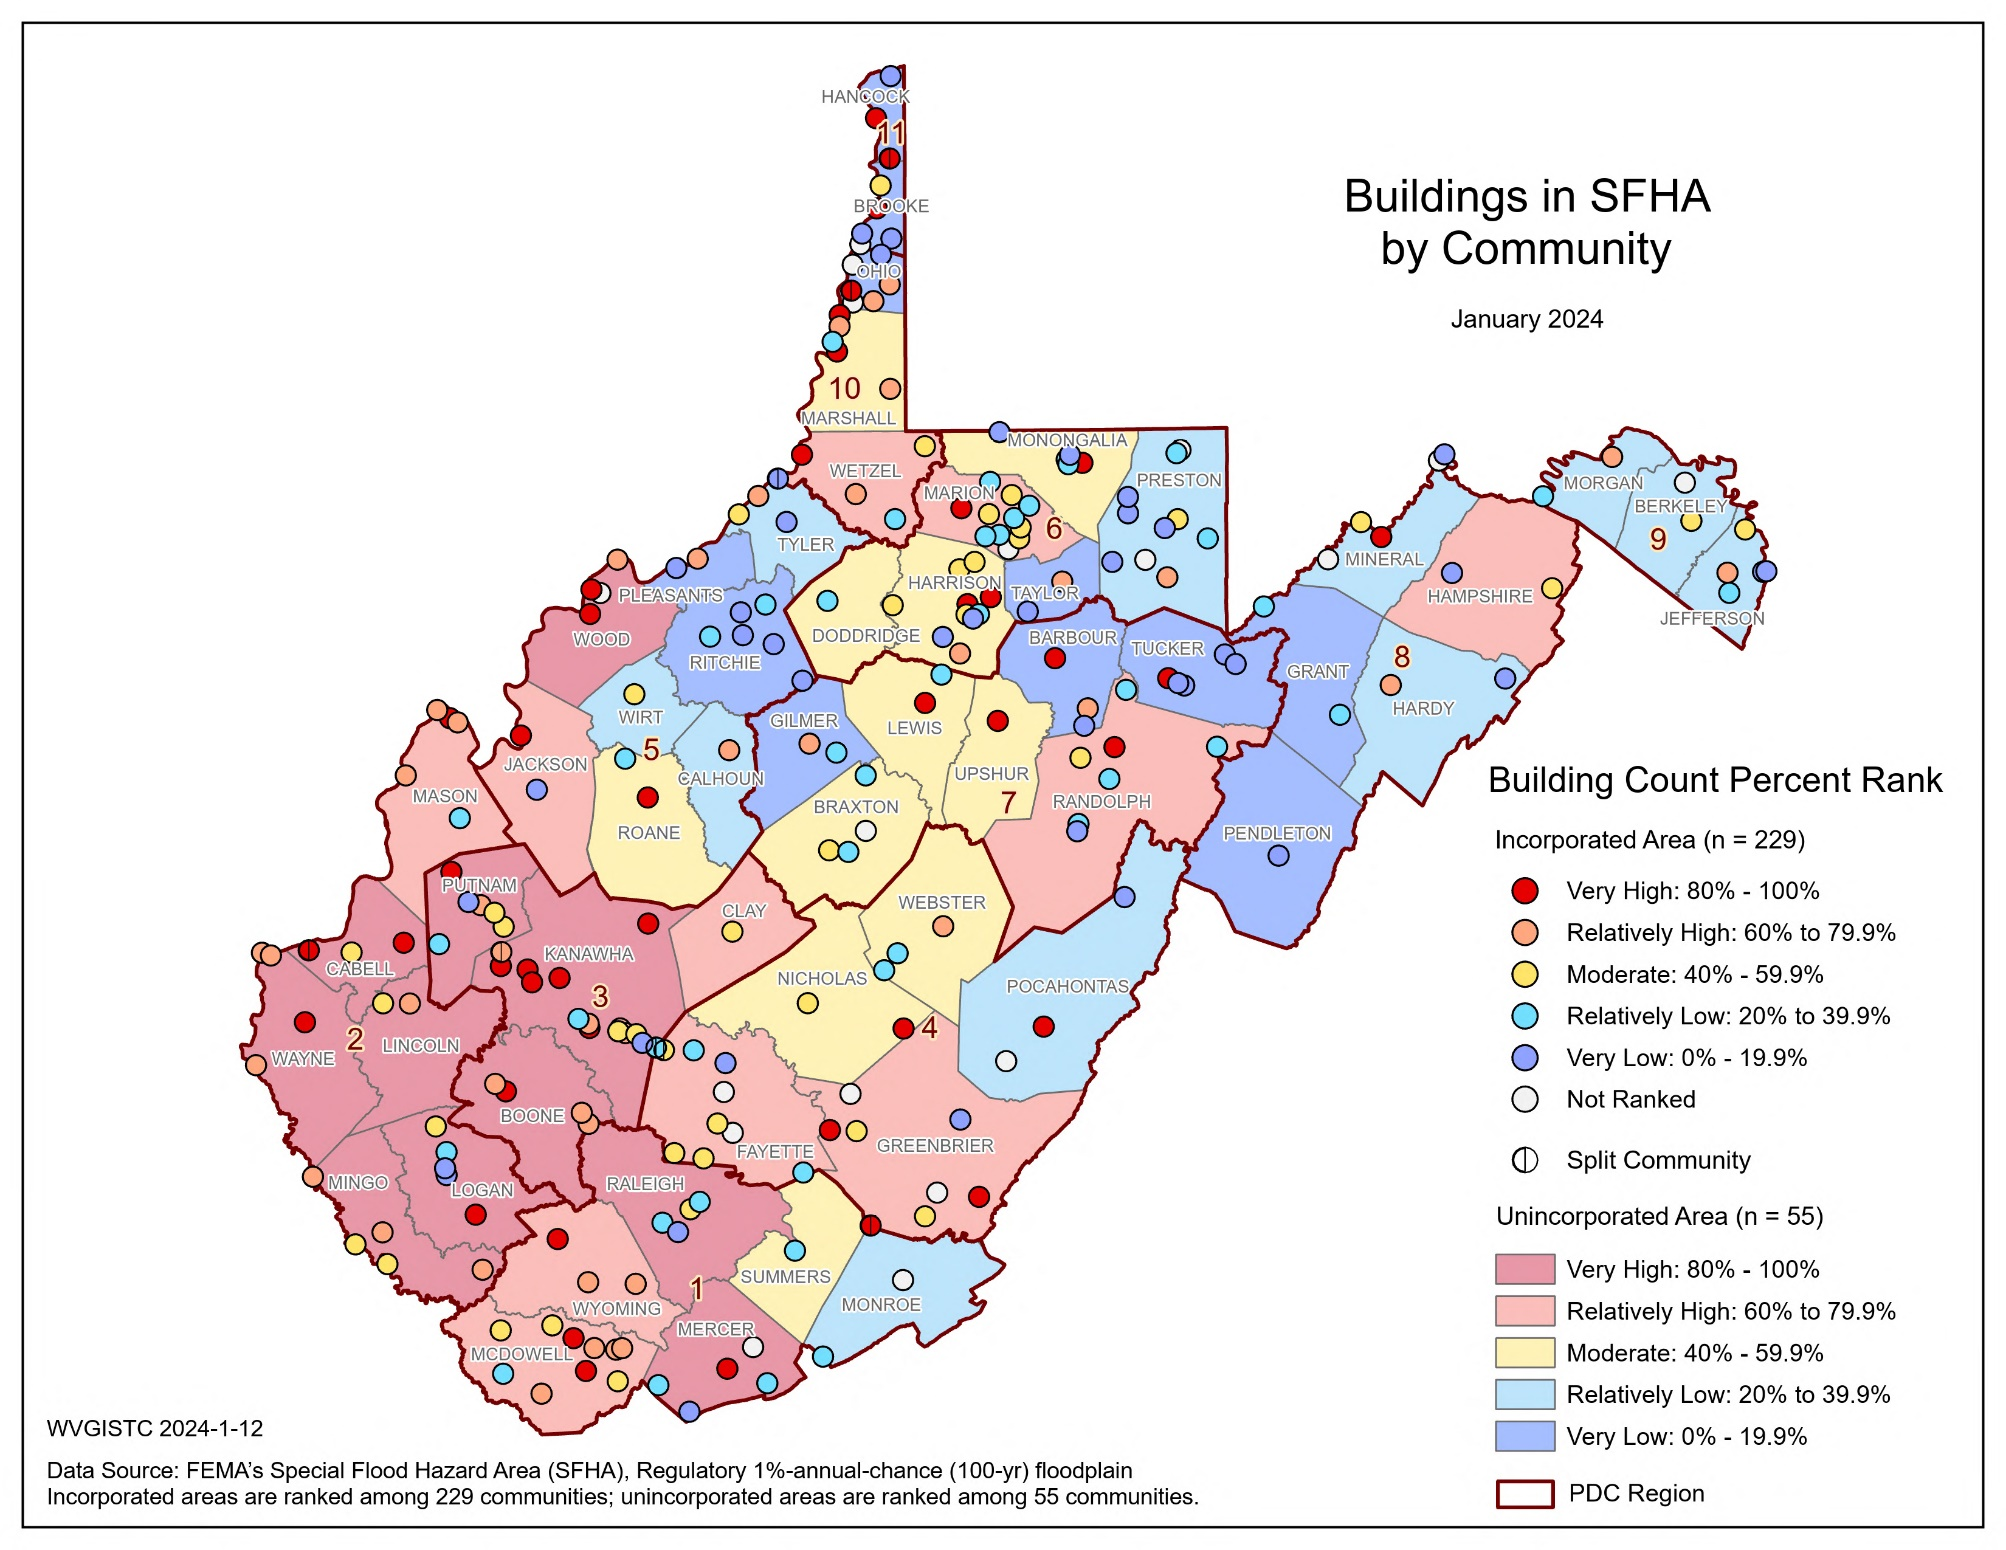 Buildings in SFHA
by Community
January 2024
HANCOCK
11
BROOKE
OHIO
10
MARSHALL
WETZEL
MONONGALIA
MARION
PRESTON
6
TYLER
MORGAN
BERKELEY
9
JEFFERSON
MINERAL
HAMPSHIRE
PLEASANTS
HARRISON
TAYLOR
WOOD
DODDRIDGE
BARBOUR
TUCKER
RITCHIE
GRANT
8
HARDY
WIRT
5
GILMER
LEWIS
JACKSON
CALHOUN
UPSHUR
7
MASON
BRAXTON
RANDOLPH
ROANE
PENDLETON
PUTNAM
CLAY
WEBSTER
KANAWHA
CABELL
NICHOLAS
POCAHONTAS
3
4
2
LINCOLN
WAYNE
BOONE
FAYETTE
GREENBRIER
MINGO
LOGAN
RALEIGH
SUMMERS
1
MONROE
WYOMING
MERCER
MCDOWELL
Building Count Percent Rank
Incorporated Area (n = 229)
Very High: 80% - 100%
Relatively High: 60% to 79.9%
Moderate: 40% - 59.9%
Relatively Low: 20% to 39.9%
Very Low: 0% - 19.9%
Not Ranked
Split Community
Unincorporated Area (n = 55)
Very High: 80% - 100%
Relatively High: 60% to 79.9%
Moderate: 40% - 59.9%
Relatively Low: 20% to 39.9%
Very Low: 0% - 19.9%
PDC Region
WVGISTC 2024-1-12
Data Source: FEMA's Special Flood Hazard Area (SFHA), Regulatory 1%-annual-chance (100-yr) floodplain
Incorporated areas are ranked among 229 communities; unincorporated areas are ranked among 55 communities.